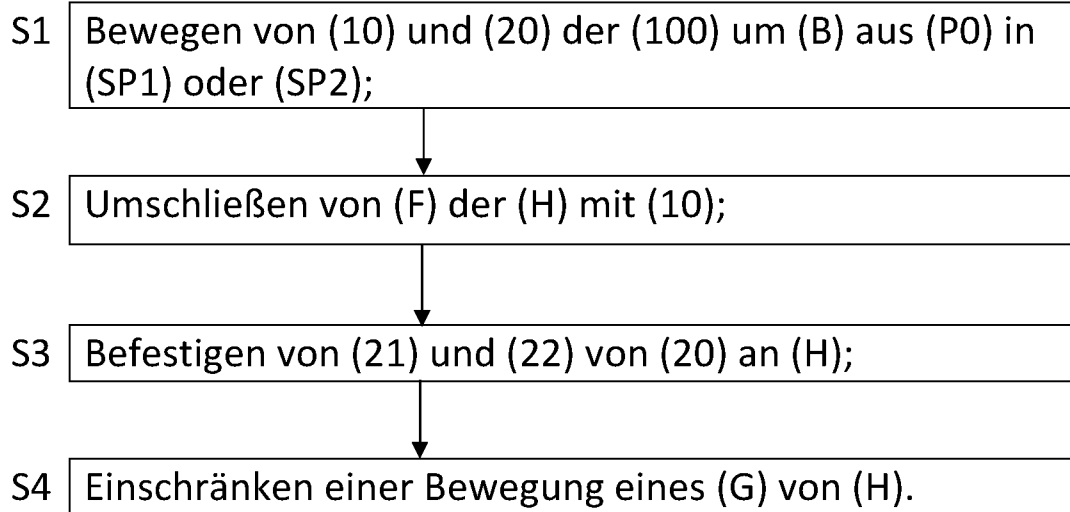 S1 Bewegen von (10) und (20) der (100) um (B) aus (P0) in
(SP1) oder (SP2);
S2 Umschließen von (F) der (H) mit (10);
S3 Befestigen von (21) und (22) von (20) an (H);
S4 Einschränken einer Bewegung eines (G) von (H).